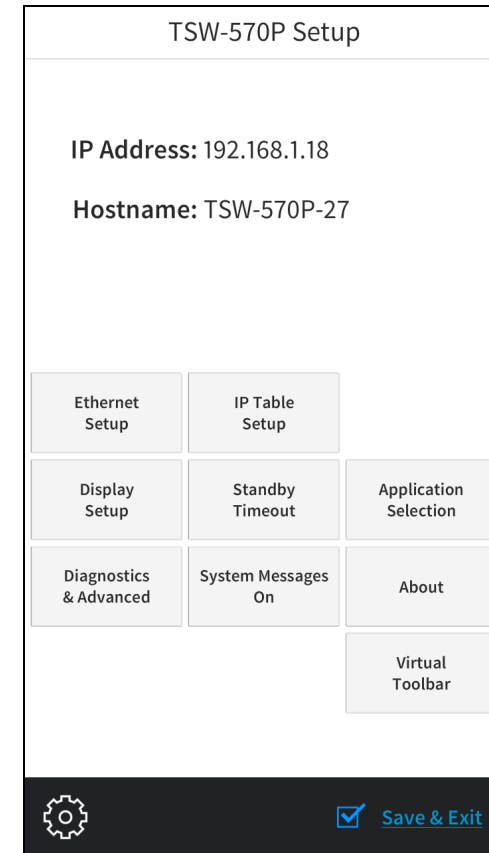 TSW-570P Setup
IP Address: 192.168.1.18
Hostname: TSW-570P-27
Ethernet
Setup
IP Table
Setup
Display
Setup
Standby
Timeout
Application
Selection
Diagnostics
& Advanced
System Messages
On
About
Virtual
Toolbar
Save & Exit